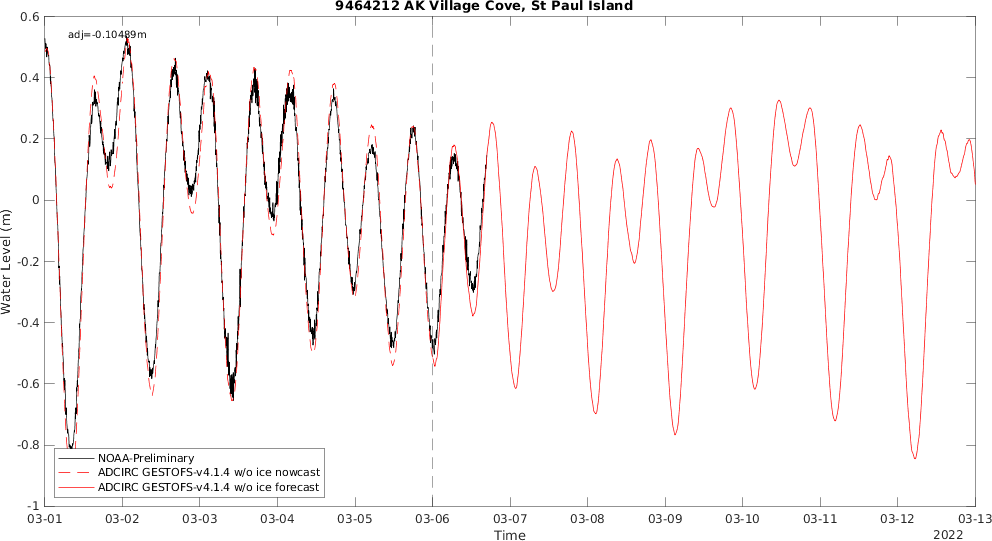 9464212 AK Village Cove, St Paul Island
adj=-0.10489m
0.6
0.4
0.2
0
-0.2
-0.4
-0.6
-0.8
-1
Water Level (m)
NOAA-Preliminary
ADCIRC GESTOFS-v4.1.4 w/o ice nowcast
ADCIRC GESTOFS-v4.1.4 w/o ice forecast
03-01 03-02 03-03 03-04 03-05 03-06 03-07 03-08 03-09 03-10 03-11 03-12 03-13
Time
2022